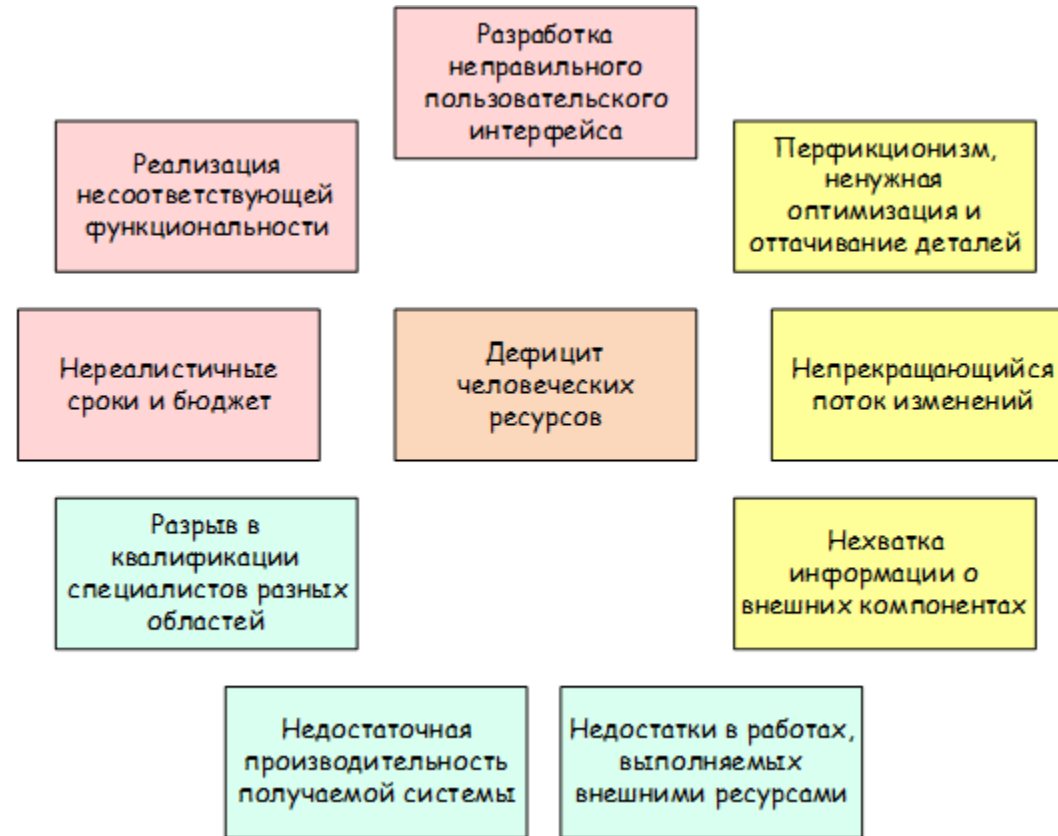 Разработка
неправильного
пользовательского
интерфейса
Реализация
несоответствующей
функциональности
Перфикционизм,
ненужная
оптимизация и
оттачивание деталей
Нереалистичные
сроки и бюджет
Дефицит
человеческих
ресурсов
Непрекращающийся
поток изменений
Разрыв в
квалификации
специалистов разных
областей
Нехватка
информации о
внешних компонентах
Недостаточная
производительность
получаемой системы
Недостатки в работах,
выполняемых
внешними ресурсами